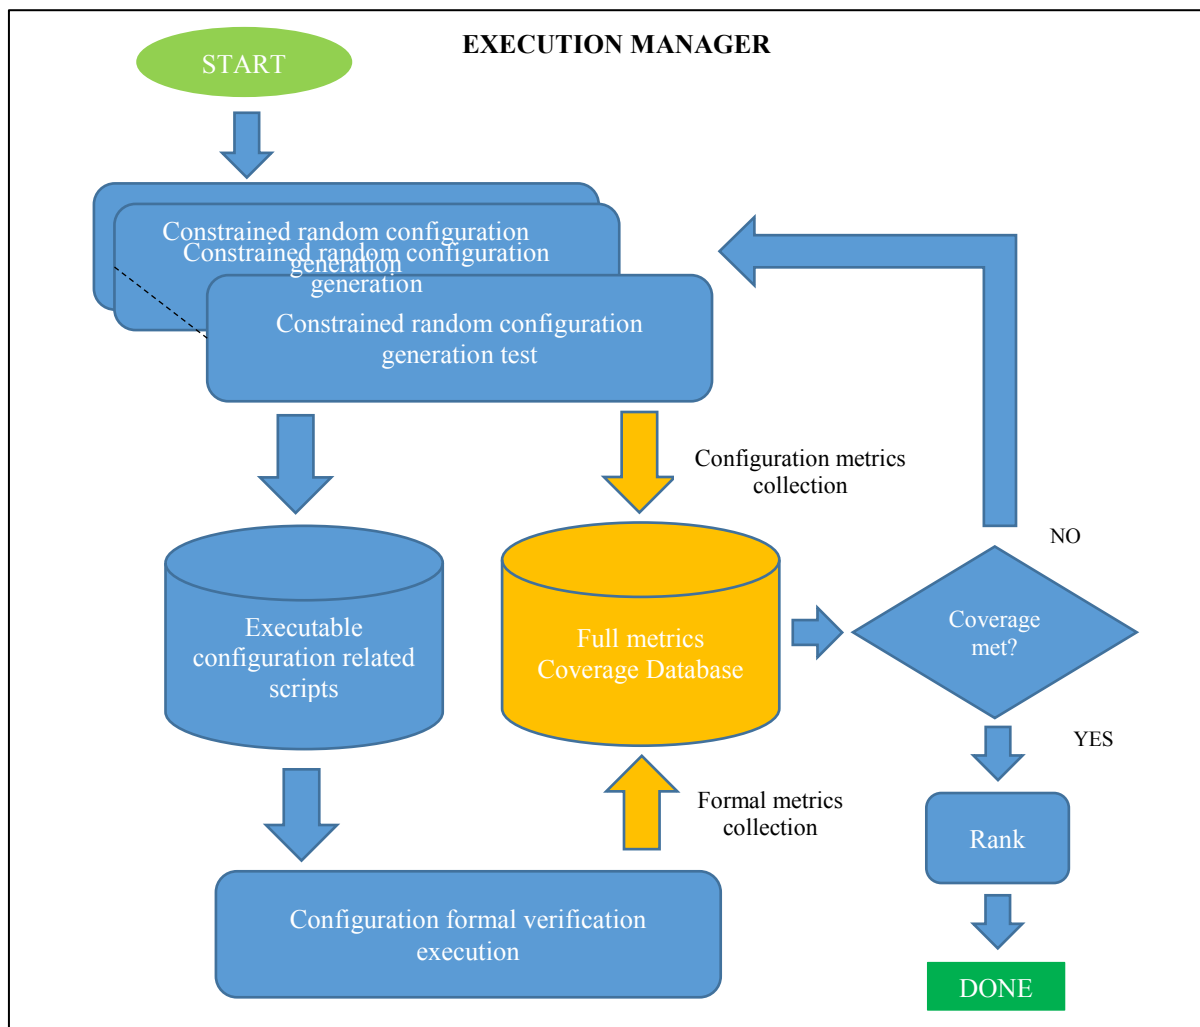 EXECUTION MANAGER
START
Constrained random configuration
generation
Constrained random configuration
generation
Constrained random configuration
generation test
Configuration metrics
collection
NO
Executable
configuration related
scripts
Full metrics
Coverage Database
Coverage
met?
YES
Formal metrics
collection
Rank
Configuration formal verification
execution
DONE